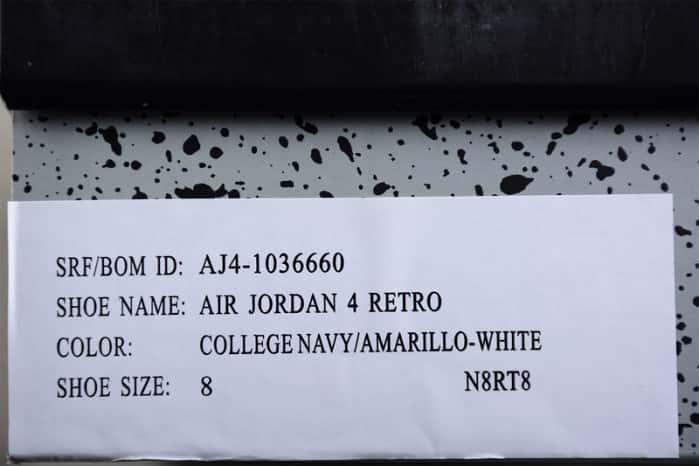 SRF/BOM ID: AJ4-1036660
SHOE NAME: AIR JORDAN 4 RETRO
COLOR: COLLEGE NAVY/AMARILLO-WHITE
SHOE SIZE: 8 N8RT8